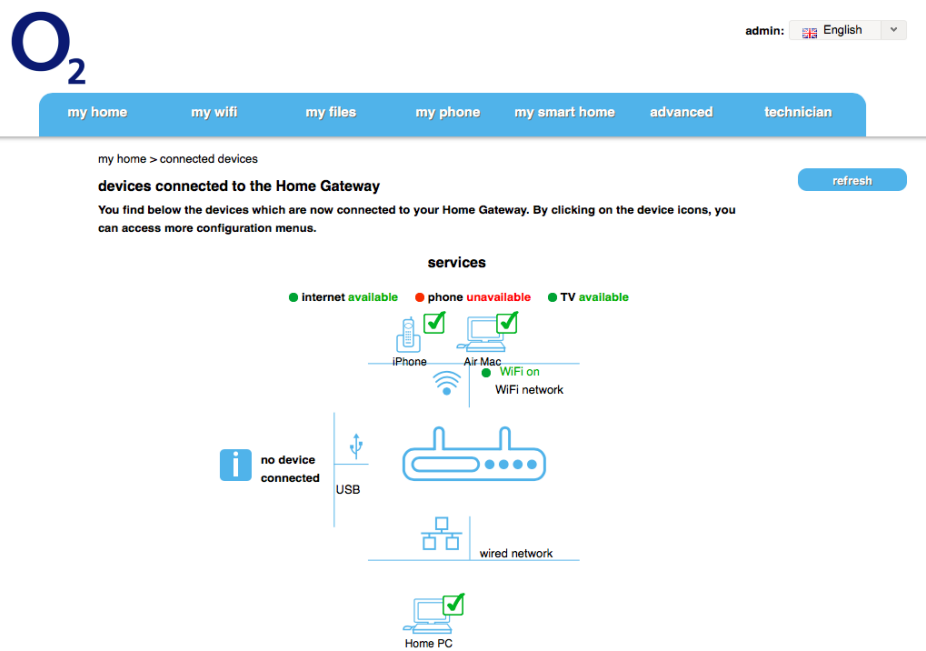 O2
admin: English
my home my wifi my files my phone my smart home advanced technician
my home > connected devices
refresh
devices connected to the Home Gateway
You find below the devices which are now connected to your Home Gateway. By clicking on the device icons, you
can access more configuration menus.
services
internet available phone unavailable TV available
iPhone Air Mac
WiFi on
WiFi network
no device
connected
USB
wired network
Home PC